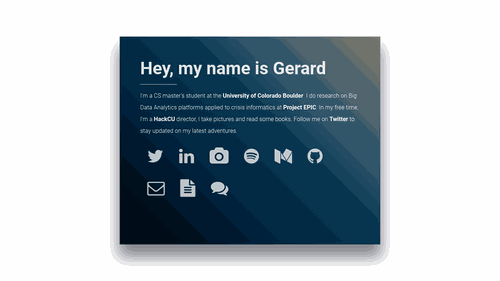 Hey, my name is Gerard
I'm a CS master's student at the University of Colorado Boulder. I do research on Big
Data Analytics platforms applied to crisis informatics at Project EPIC. In my free time,
I'm a HackCU director, I take pictures and read some books. Follow me on Twitter to
stay updated on my latest adventures